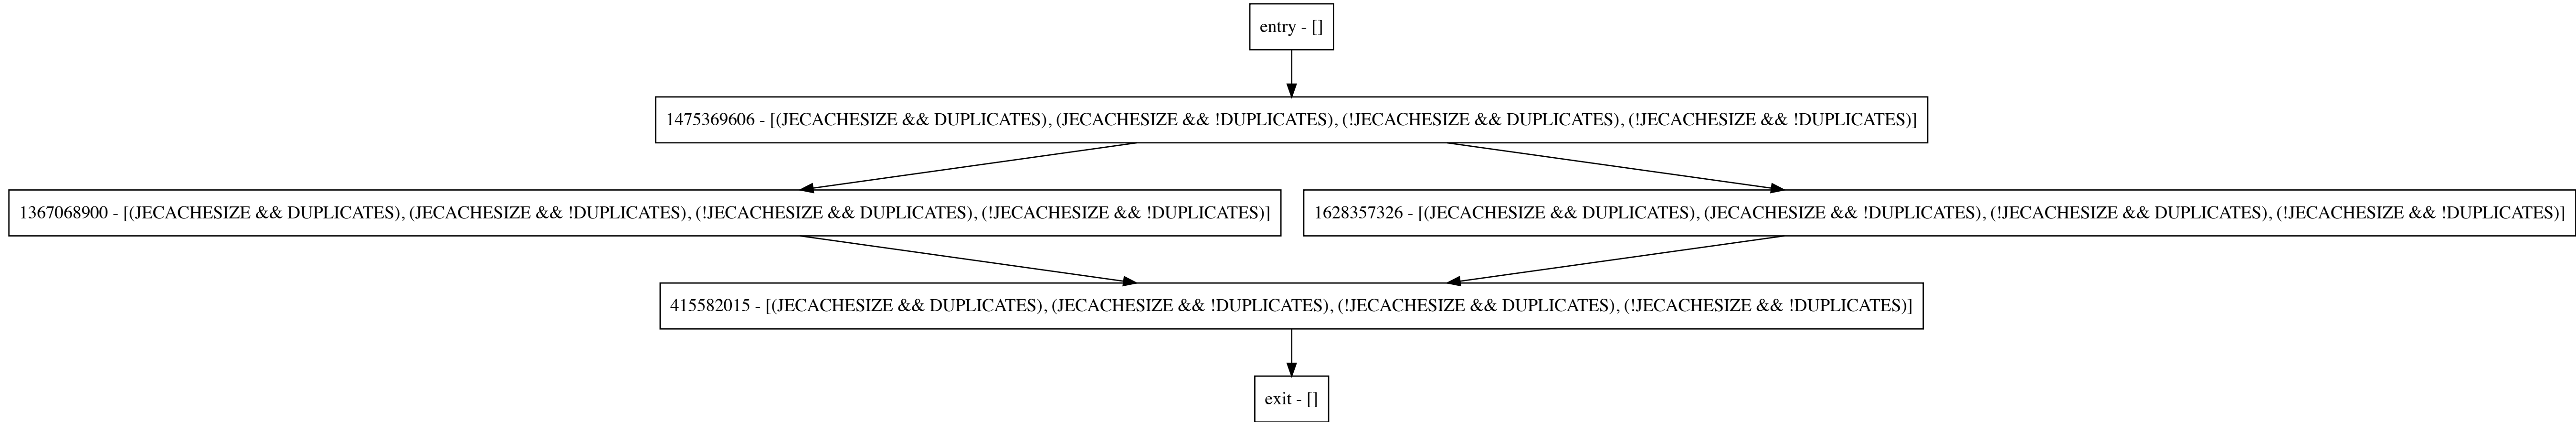 entry - []
1475369606 - [(JECACHESIZE && DUPLICATES), (JECACHESIZE && !DUPLICATES), (!JECACHESIZE && DUPLICATES), (!JECACHESIZE && !DUPLICATES)]
1367068900 - [(JECACHESIZE && DUPLICATES), (JECACHESIZE && !DUPLICATES), (!JECACHESIZE && DUPLICATES), (!JECACHESIZE && !DUPLICATES)]
1628357326 - [(JECACHESIZE && DUPLICATES), (JECACHESIZE && !DUPLICATES), (!JECACHESIZE && DUPLICATES), (!JECACHESIZE && !DUPLICATES)]
415582015 - [(JECACHESIZE && DUPLICATES), (JECACHESIZE && !DUPLICATES), (!JECACHESIZE && DUPLICATES), (!JECACHESIZE && !DUPLICATES)]
exit - []